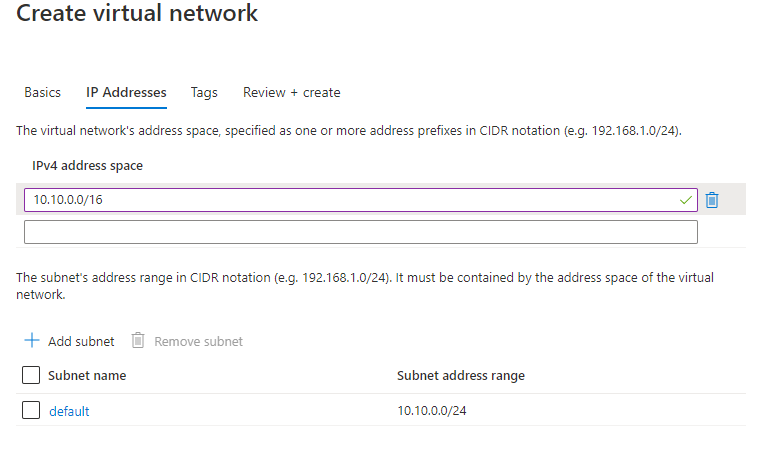 Create virtual network
Basics
IP Addresses
Tags
Review + create
The virtual network's address space, specified as one or more address prefixes in CIDR notation (e.g. 192.168.1.0/24).
IPv4 address space
10.10.0.0/16
The subnet's address range in CIDR notation (e.g. 192.168.1.0/24). It must be contained by the address space of the virtual
network.
Add subnet
Remove subnet
Subnet name
Subnet address range
default
10.10.0.0/24